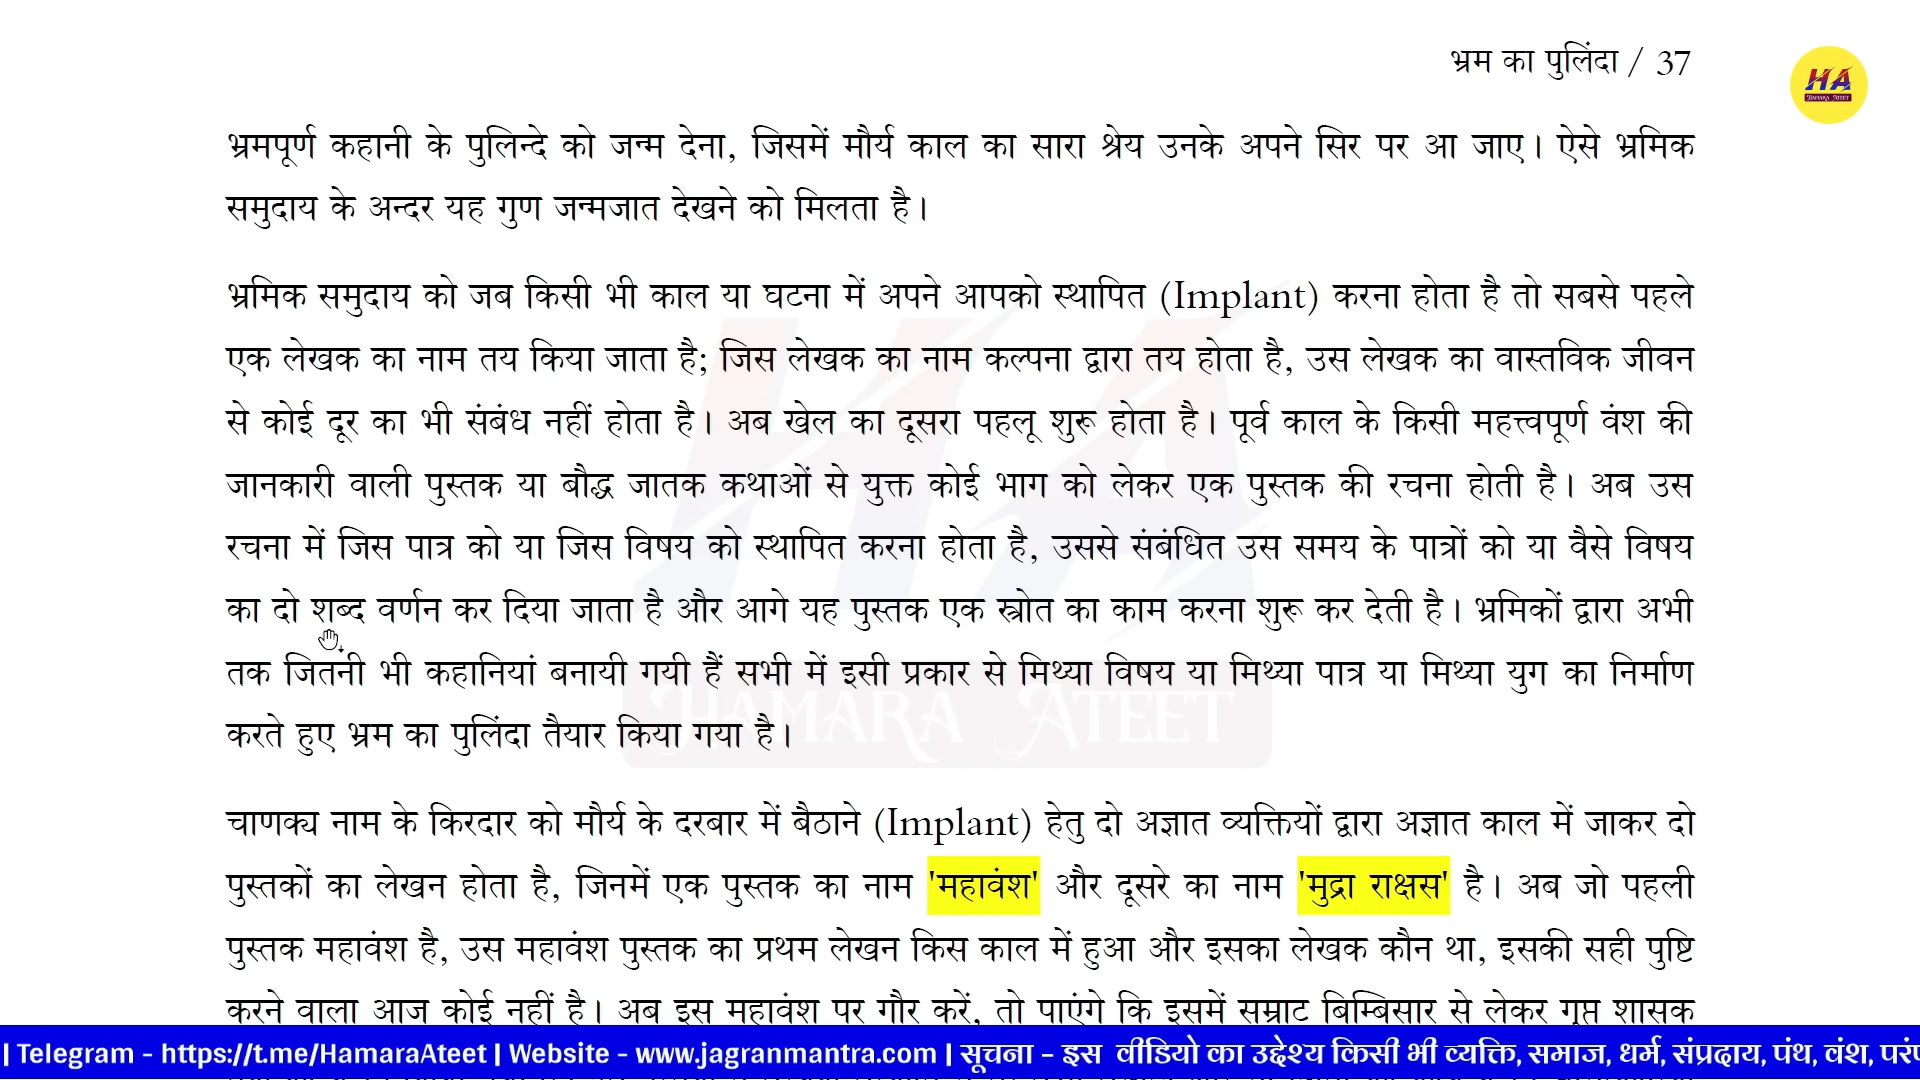 भ्रम का पुलिंदा / 37
HA
HAMARA ATEET
भ्रमपूर्ण कहानी के पुलिन्दे को जन्म देना, जिसमें मौर्य काल का सारा श्रेय उनके अपने सिर पर आ जाए। ऐसे भ्रमिक
समुदाय के अन्दर यह गुण जन्मजात देखने को मिलता है।
भ्रमिक समुदाय को जब किसी भी काल या घटना में अपने आपको स्थापित (Implant) करना होता है तो सबसे पहले
एक लेखक का नाम तय किया जाता है; जिस लेखक का नाम कल्पना द्वारा तय होता है, उस लेखक का वास्तविक जीवन
से कोई दूर का भी संबंध नहीं होता है। अब खेल का दूसरा पहलू शुरू होता है। पूर्व काल के किसी महत्त्वपूर्ण वंश की
जानकारी वाली पुस्तक या बौद्ध जातक कथाओं से युक्त कोई भाग को लेकर एक पुस्तक की रचना होती है। अब उस
रचना में जिस पात्र को या जिस विषय को स्थापित करना होता है, उससे संबंधित उस समय के पात्रों को या वैसे विषय
का दो शब्द वर्णन कर दिया जाता है और आगे यह पुस्तक एक स्त्रोत का काम करना शुरू कर देती है। भ्रमिकों द्वारा अभी
तक जितनी भी कहानियां बनायी गयी हैं सभी में इसी प्रकार से मिथ्या विषय या मिथ्या पात्र या मिथ्या युग का निर्माण
करते हुए भ्रम का पुलिंदा तैयार किया गया है।
HAMARA ATEET
चाणक्य नाम के किरदार को मौर्य के दरबार में बैठाने (Implant) हेतु दो अज्ञात व्यक्तियों द्वारा अज्ञात काल में जाकर दो
पुस्तकों का लेखन होता है, जिनमें एक पुस्तक का नाम 'महावंश' और दूसरे का नाम 'मुद्रा राक्षस' है। अब जो पहली
पुस्तक महावंश है, उस महावंश पुस्तक का प्रथम लेखन किस काल में हुआ और इसका लेखक कौन था, इसकी सही पुष्टि
करने वाला आज कोई नहीं है। अब इस महावंश पर गौर करें, तो पाएंगे कि इसमें सम्राट बिम्बिसार से लेकर गुप्त शासक
| Telegram - https://t.me/HamaraAteet | Website - www.jagranmantra.com | सूचना – इस वीडियो का उद्देश्य किसी भी व्यक्ति, समाज, धर्म, संप्रदाय, पंथ, वंश,